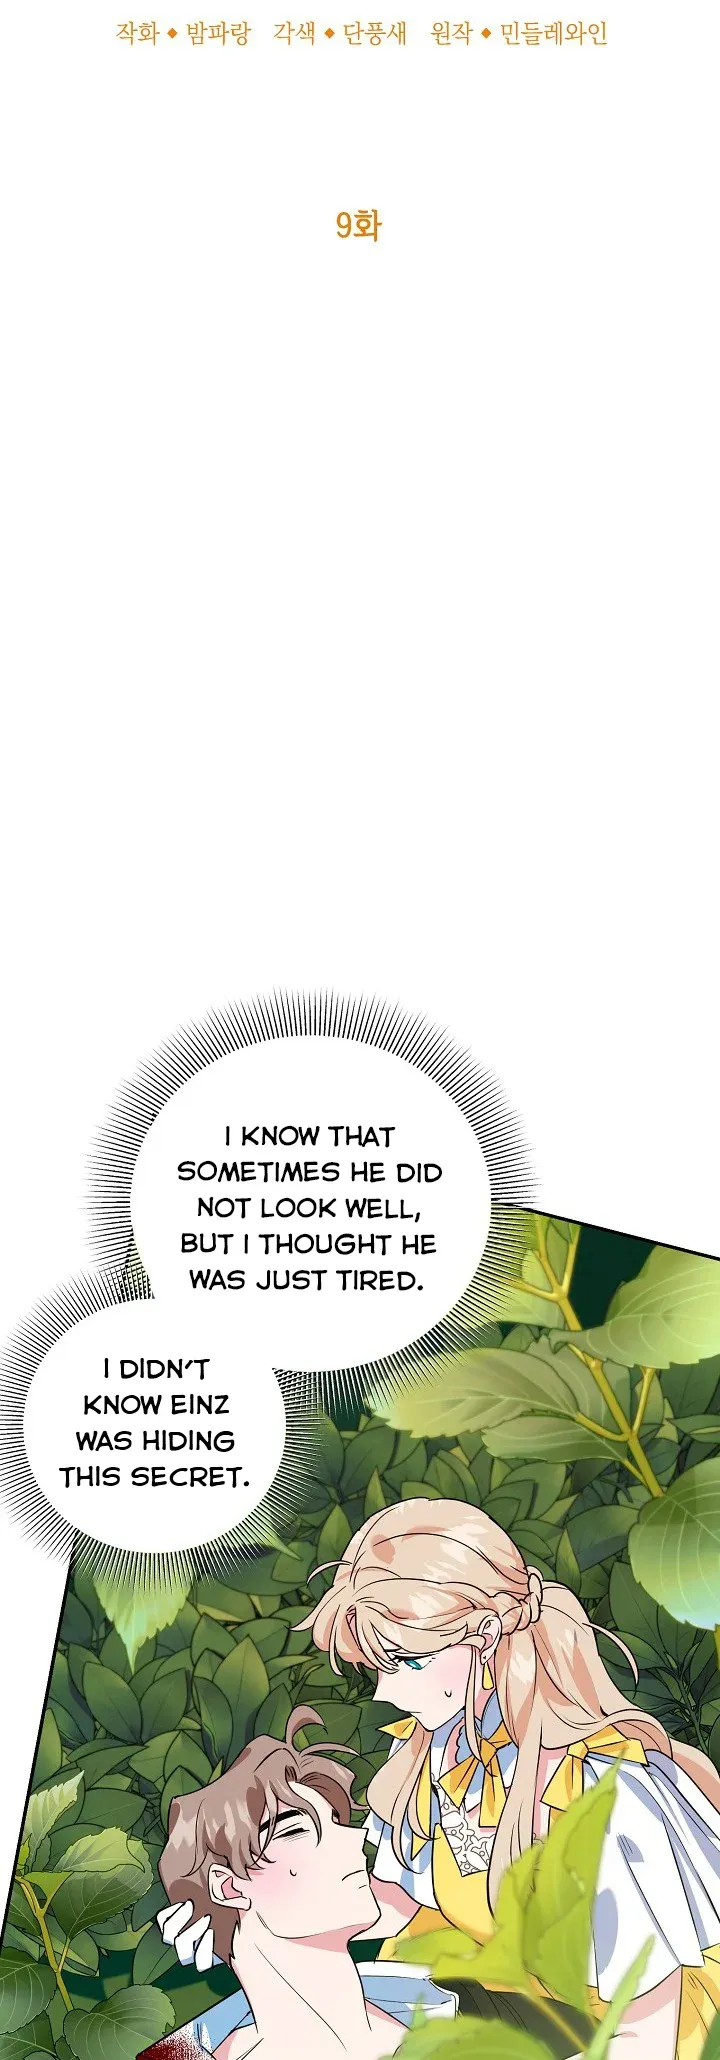 작화 ◆ 밤파랑 각색 ◆ 단풍새 원작 ◆ 민들레와인
9화
I KNOW THAT
SOMETIMES HE DID
NOT LOOK WELL,
BUT I THOUGHT HE
WAS JUST TIRED.
I DIDN'T
KNOW EINZ
WAS HIDING
THIS SECRET.